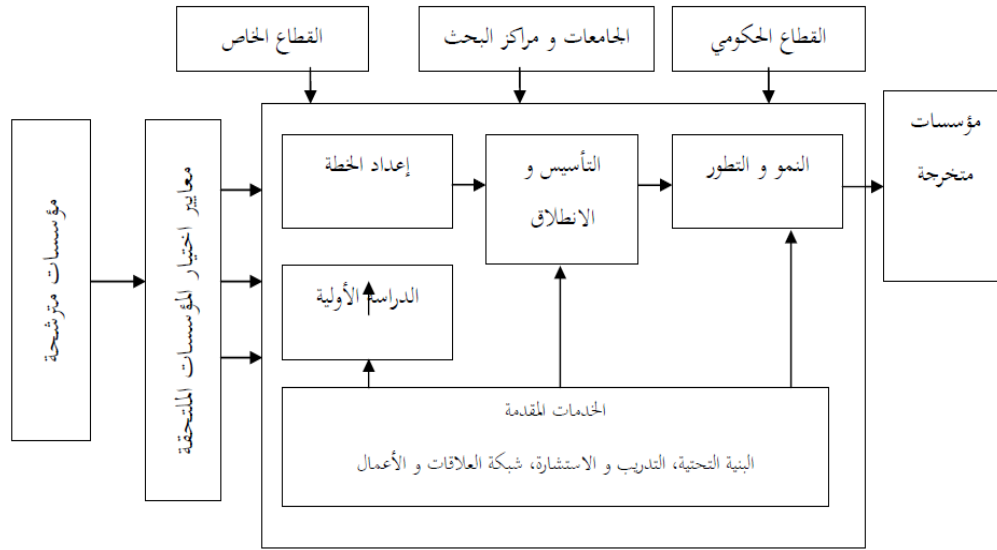 القطاع الخاص
الجامعات و مراكز البحث
القطاع الحكومي
مؤسسات مترشحة
معايير اختيار المؤسسات الملتحقة
إعداد الخطة
التأسيس و
الانطلاق
النمو و التطور
مؤسسات
متخرجة
الدراسة الأولية
الخدمات المقدمة
البنية التحتية، التدريب و الاستشارة، شبكة العلاقات و الأعمال